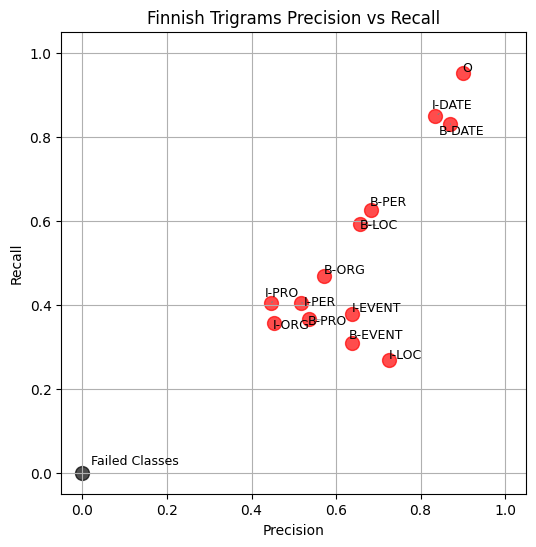 Finnish Trigrams Precision vs Recall
1.0
0.8
0.6
0.4
0.2
0.0
Recall
O
I-DATE
B-DATE
B-PER
B-LOC
B-ORG
I-PRO
I-PER
I-EVENT
I-ORG
B-PRO
B-EVENT
I-LOC
Failed Classes
0.0 0.2 0.4 0.6 0.8 1.0
Precision